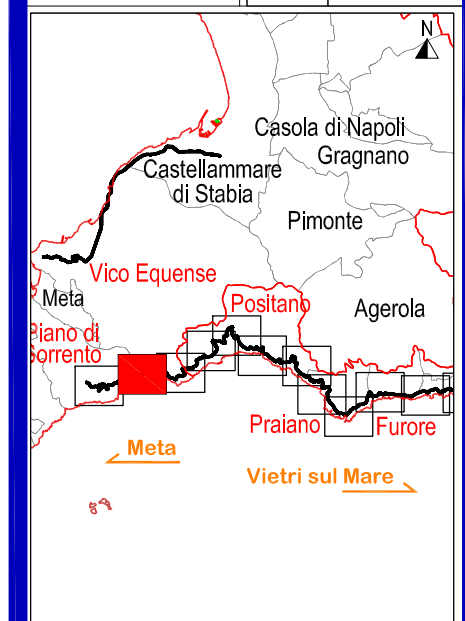 N
Casola di Napoli
Gragnano
Castellammare
di Stabia
Pimonte
Vico Equense
Meta
Positano
Agerola
Piano di
Sorrento
Praiano
Furore
Meta
Vietri sul Mare